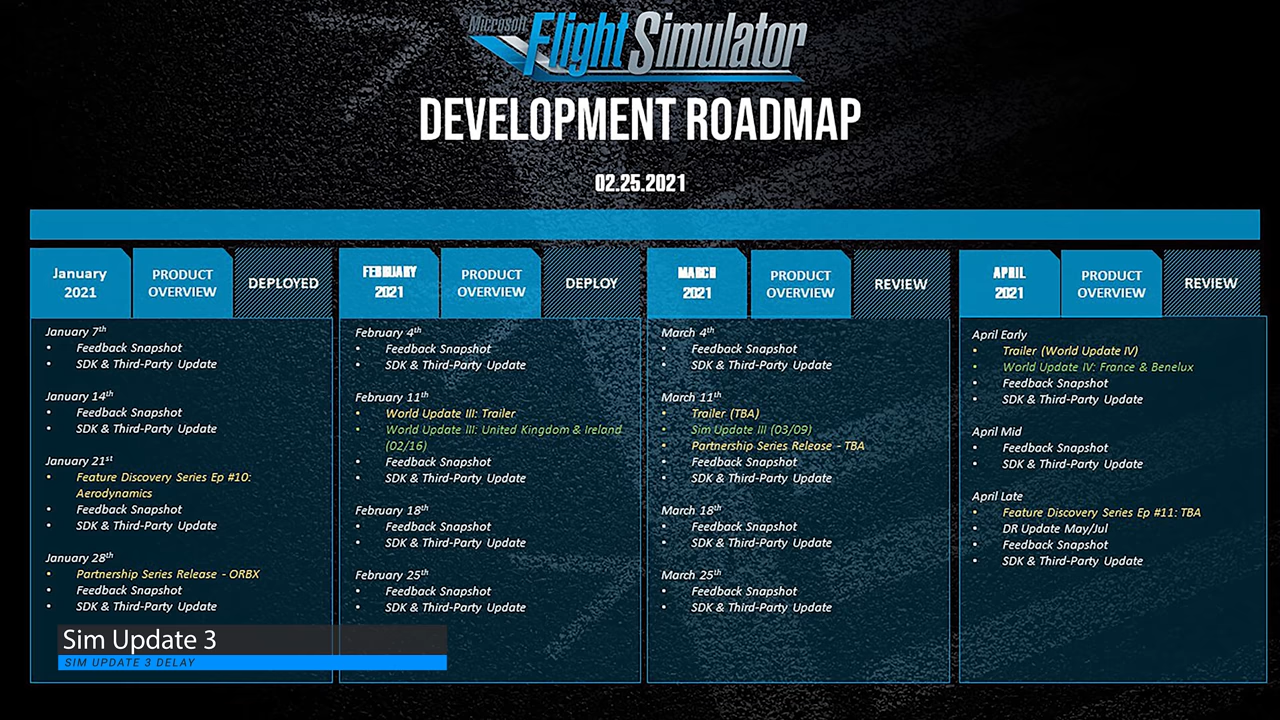 Microsoft
Flight Simulator
DEVELOPMENT ROADMAP
02.25.2021
January
2021
PRODUCT
OVERVIEW
DEPLOYED
January 7th
• Feedback Snapshot
• SDK & Third-Party Update
January 14th
• Feedback Snapshot
• SDK & Third-Party Update
January 21st
• Feature Discovery Series Ep #10:
Aerodynamics
• Feedback Snapshot
• SDK & Third-Party Update
January 28th
• Partnership Series Release - ORBX
• Feedback Snapshot
• SDK & Third-Party Update
FEBRUARY
2021
PRODUCT
OVERVIEW
DEPLOY
February 4th
• Feedback Snapshot
• SDK & Third-Party Update
February 11th
• World Update III: Trailer
• World Update III: United Kingdom & Ireland
(02/16)
• Feedback Snapshot
• SDK & Third-Party Update
February 18th
• Feedback Snapshot
• SDK & Third-Party Update
February 25th
• Feedback Snapshot
• SDK & Third-Party Update
MARCH
2021
PRODUCT
OVERVIEW
REVIEW
March 4th
• Feedback Snapshot
• SDK & Third-Party Update
March 11th
• Trailer (TBA)
• Sim Update III (03/09)
• Partnership Series Release - TBA
• Feedback Snapshot
• SDK & Third-Party Update
March 18th
• Feedback Snapshot
• SDK & Third-Party Update
March 25th
• Feedback Snapshot
• SDK & Third-Party Update
APRIL
2021
PRODUCT
OVERVIEW
REVIEW
April Early
• Trailer (World Update IV)
• World Update IV: France & Benelux
• Feedback Snapshot
• SDK & Third-Party Update
April Mid
• Feedback Snapshot
• SDK & Third-Party Update
April Late
• Feature Discovery Series Ep #11: TBA
• DR Update May/Jul
• Feedback Snapshot
• SDK & Third-Party Update
Sim Update 3
SIM UPDATE 3 DELAY